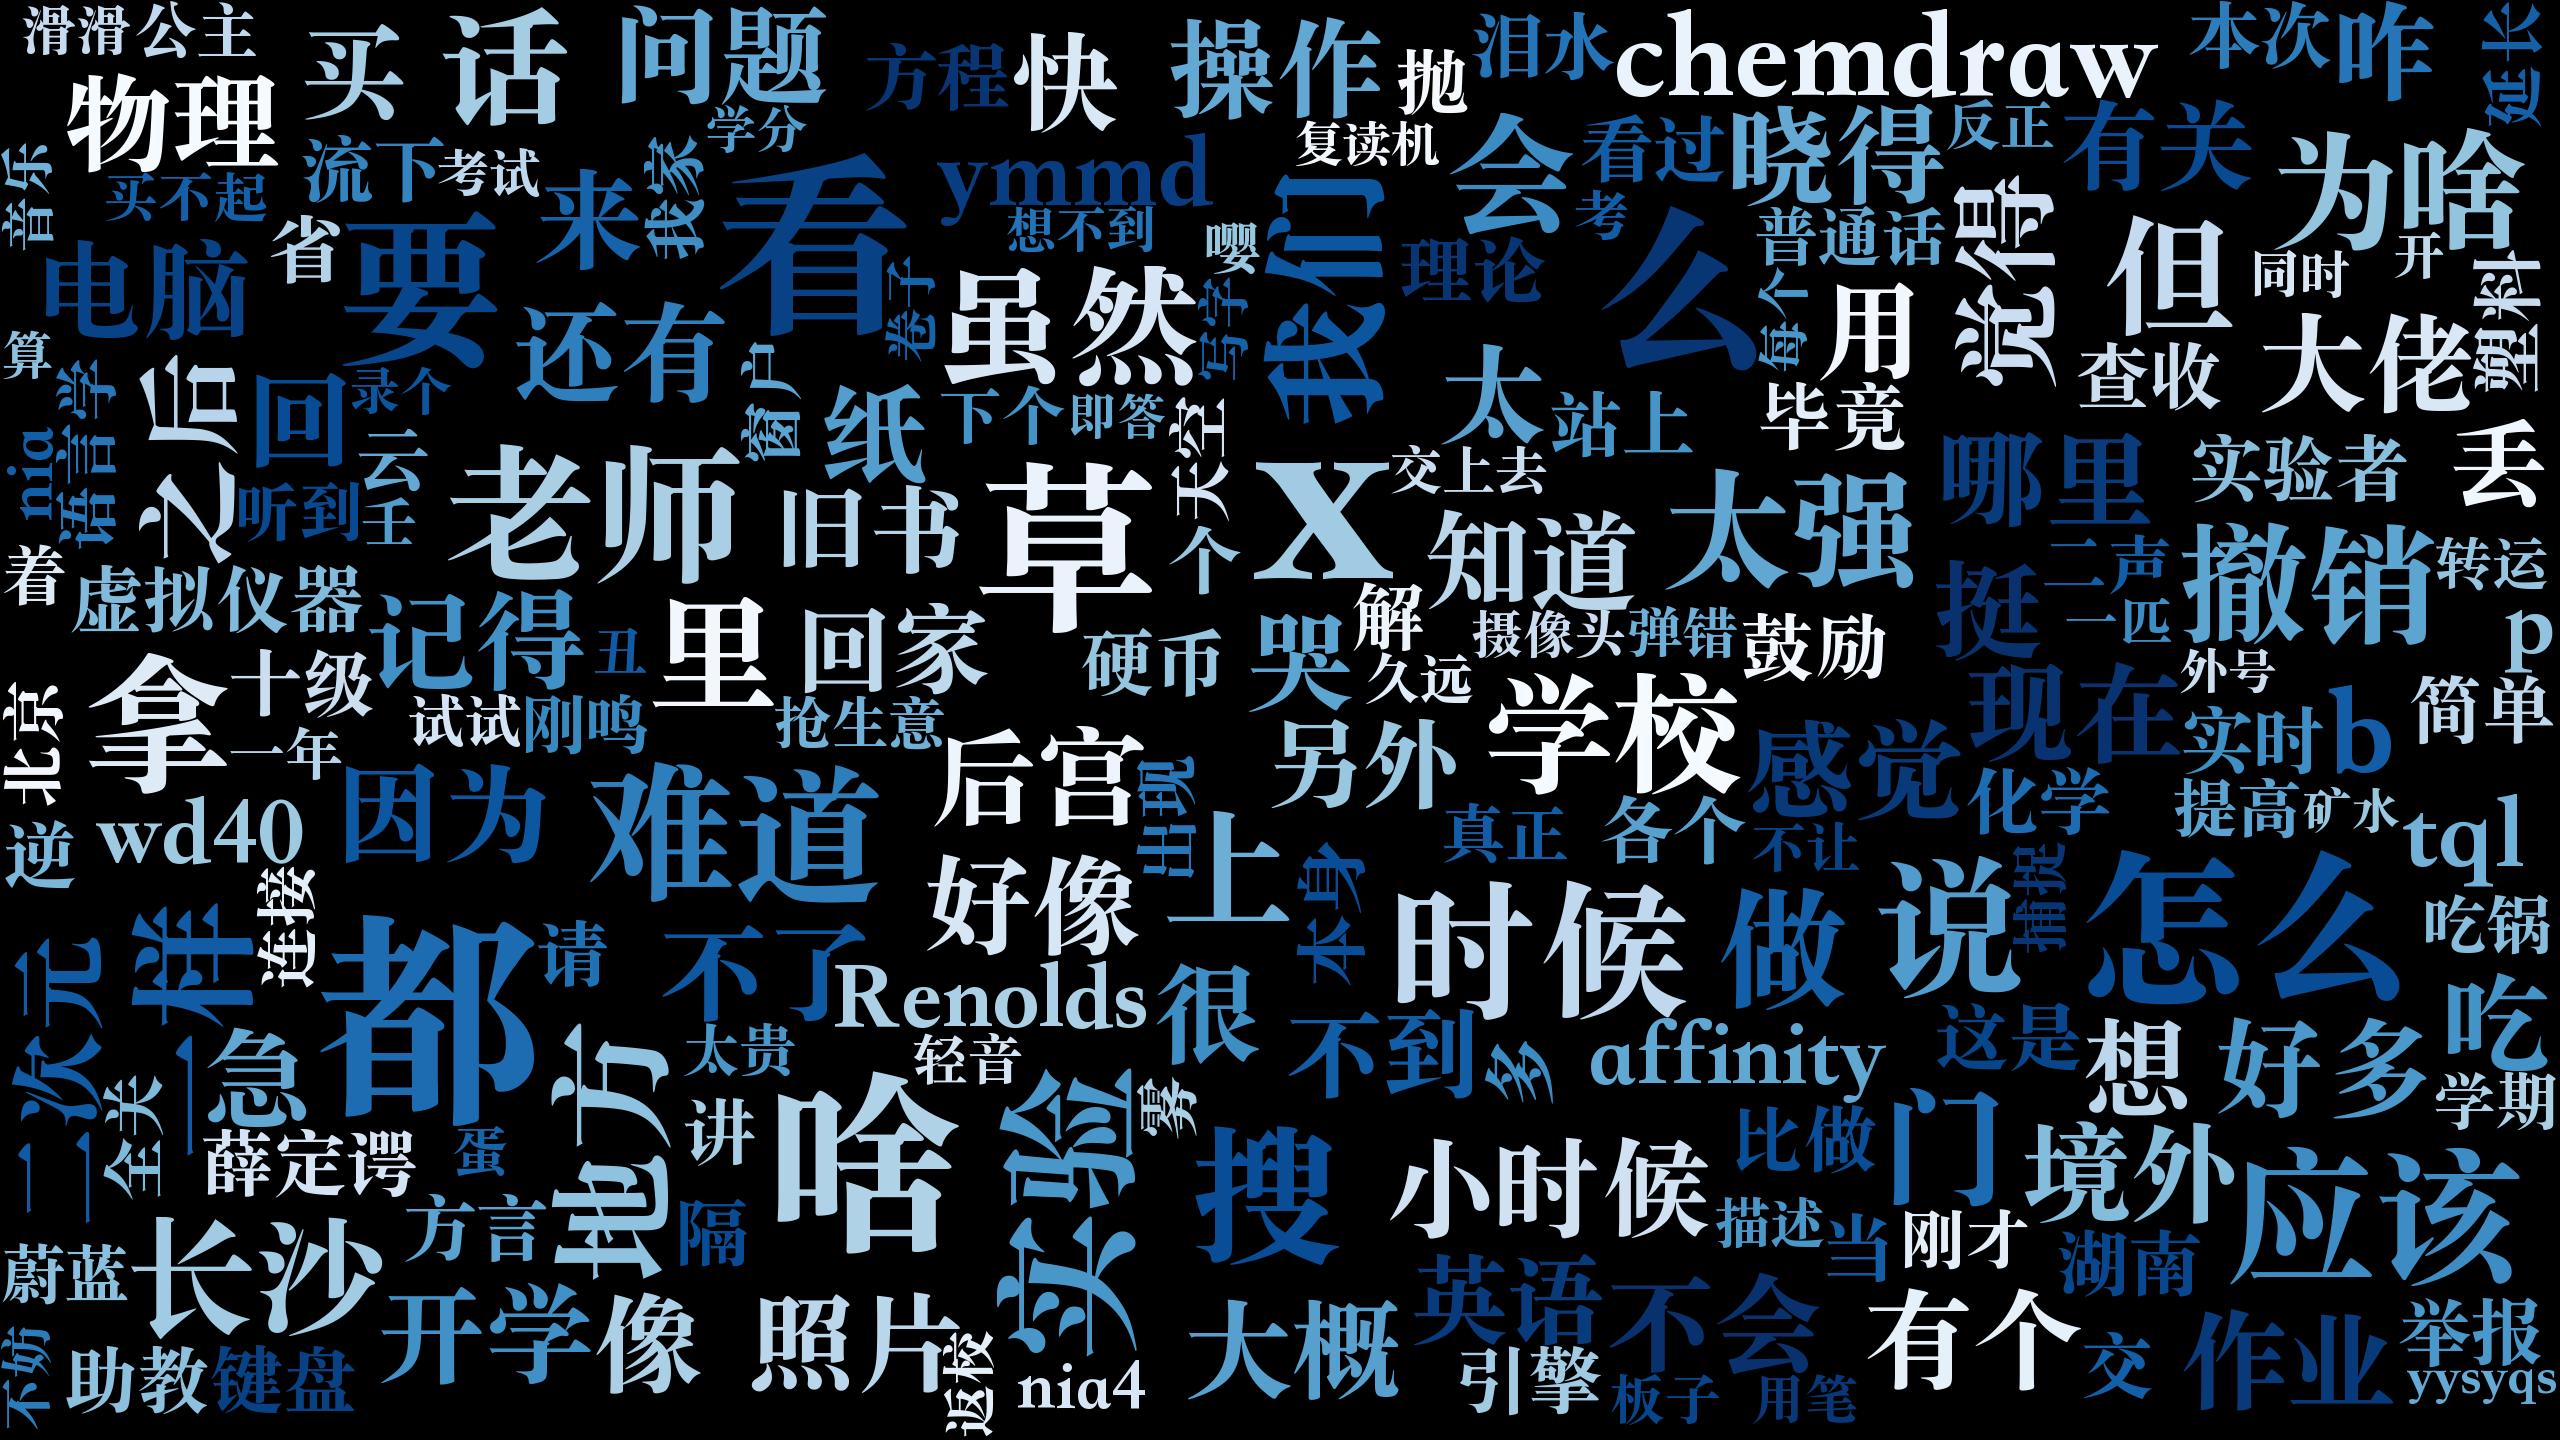 滑滑公主
买
话
问题
方程
快
操作
抛
泪水
chemdraw
本次
咋
延长
物理
流下
考试
学分
我家
ymmd
复读机
会
看过
晓得
反正
有关
为啥
音乐
买不起
省
要
来
看
想不到
嘤
我们
理论
考
么
普通话
觉得
但
同时
开
塑料
电脑
还有
卷子
虽然
写字
每个
用
大佬
算
之后
回
录个
窗户
纸
下个
即答
天空
太
站上
毕竟
查收
丢
nia
语言学
听到
云
壬
老师
旧书
草
个
x
交上去
知道
太强
哪里
实验者
着
虚拟仪器
记得
丑
里
回家
硬币
哭
解
摄像头
弹错
鼓励
挺
二声
一匹
撤销
转运
p
北京
拿
十级
一年
试试
刚鸣
抢生意
久远
学校
现在
外号
实时
b
简单
逆
wd40
因为
难道
后宫
出现
另外
感觉
化学
提高
矿水
tql
连接
好像
上
本身
真正
各个
不让
捕捉
怎么
吃锅
二次元
一样
急
都
请
不了
Renolds
很
时候
做
说
吃
全关
地方
太贵
轻音
不到
多
affinity
这是
想
好多
学期
薛定谔
蛋
讲
啥
实验
雾
搜
小时候
比做
门
境外
应该
蔚蓝
长沙
方言
隔
描述
当
刚才
湖南
不妨
助教
键盘
开学
像
照片
返校
nia4
大概
英语
引擎
不会
板子
用笔
有个
交
作业
举报
yysyqs